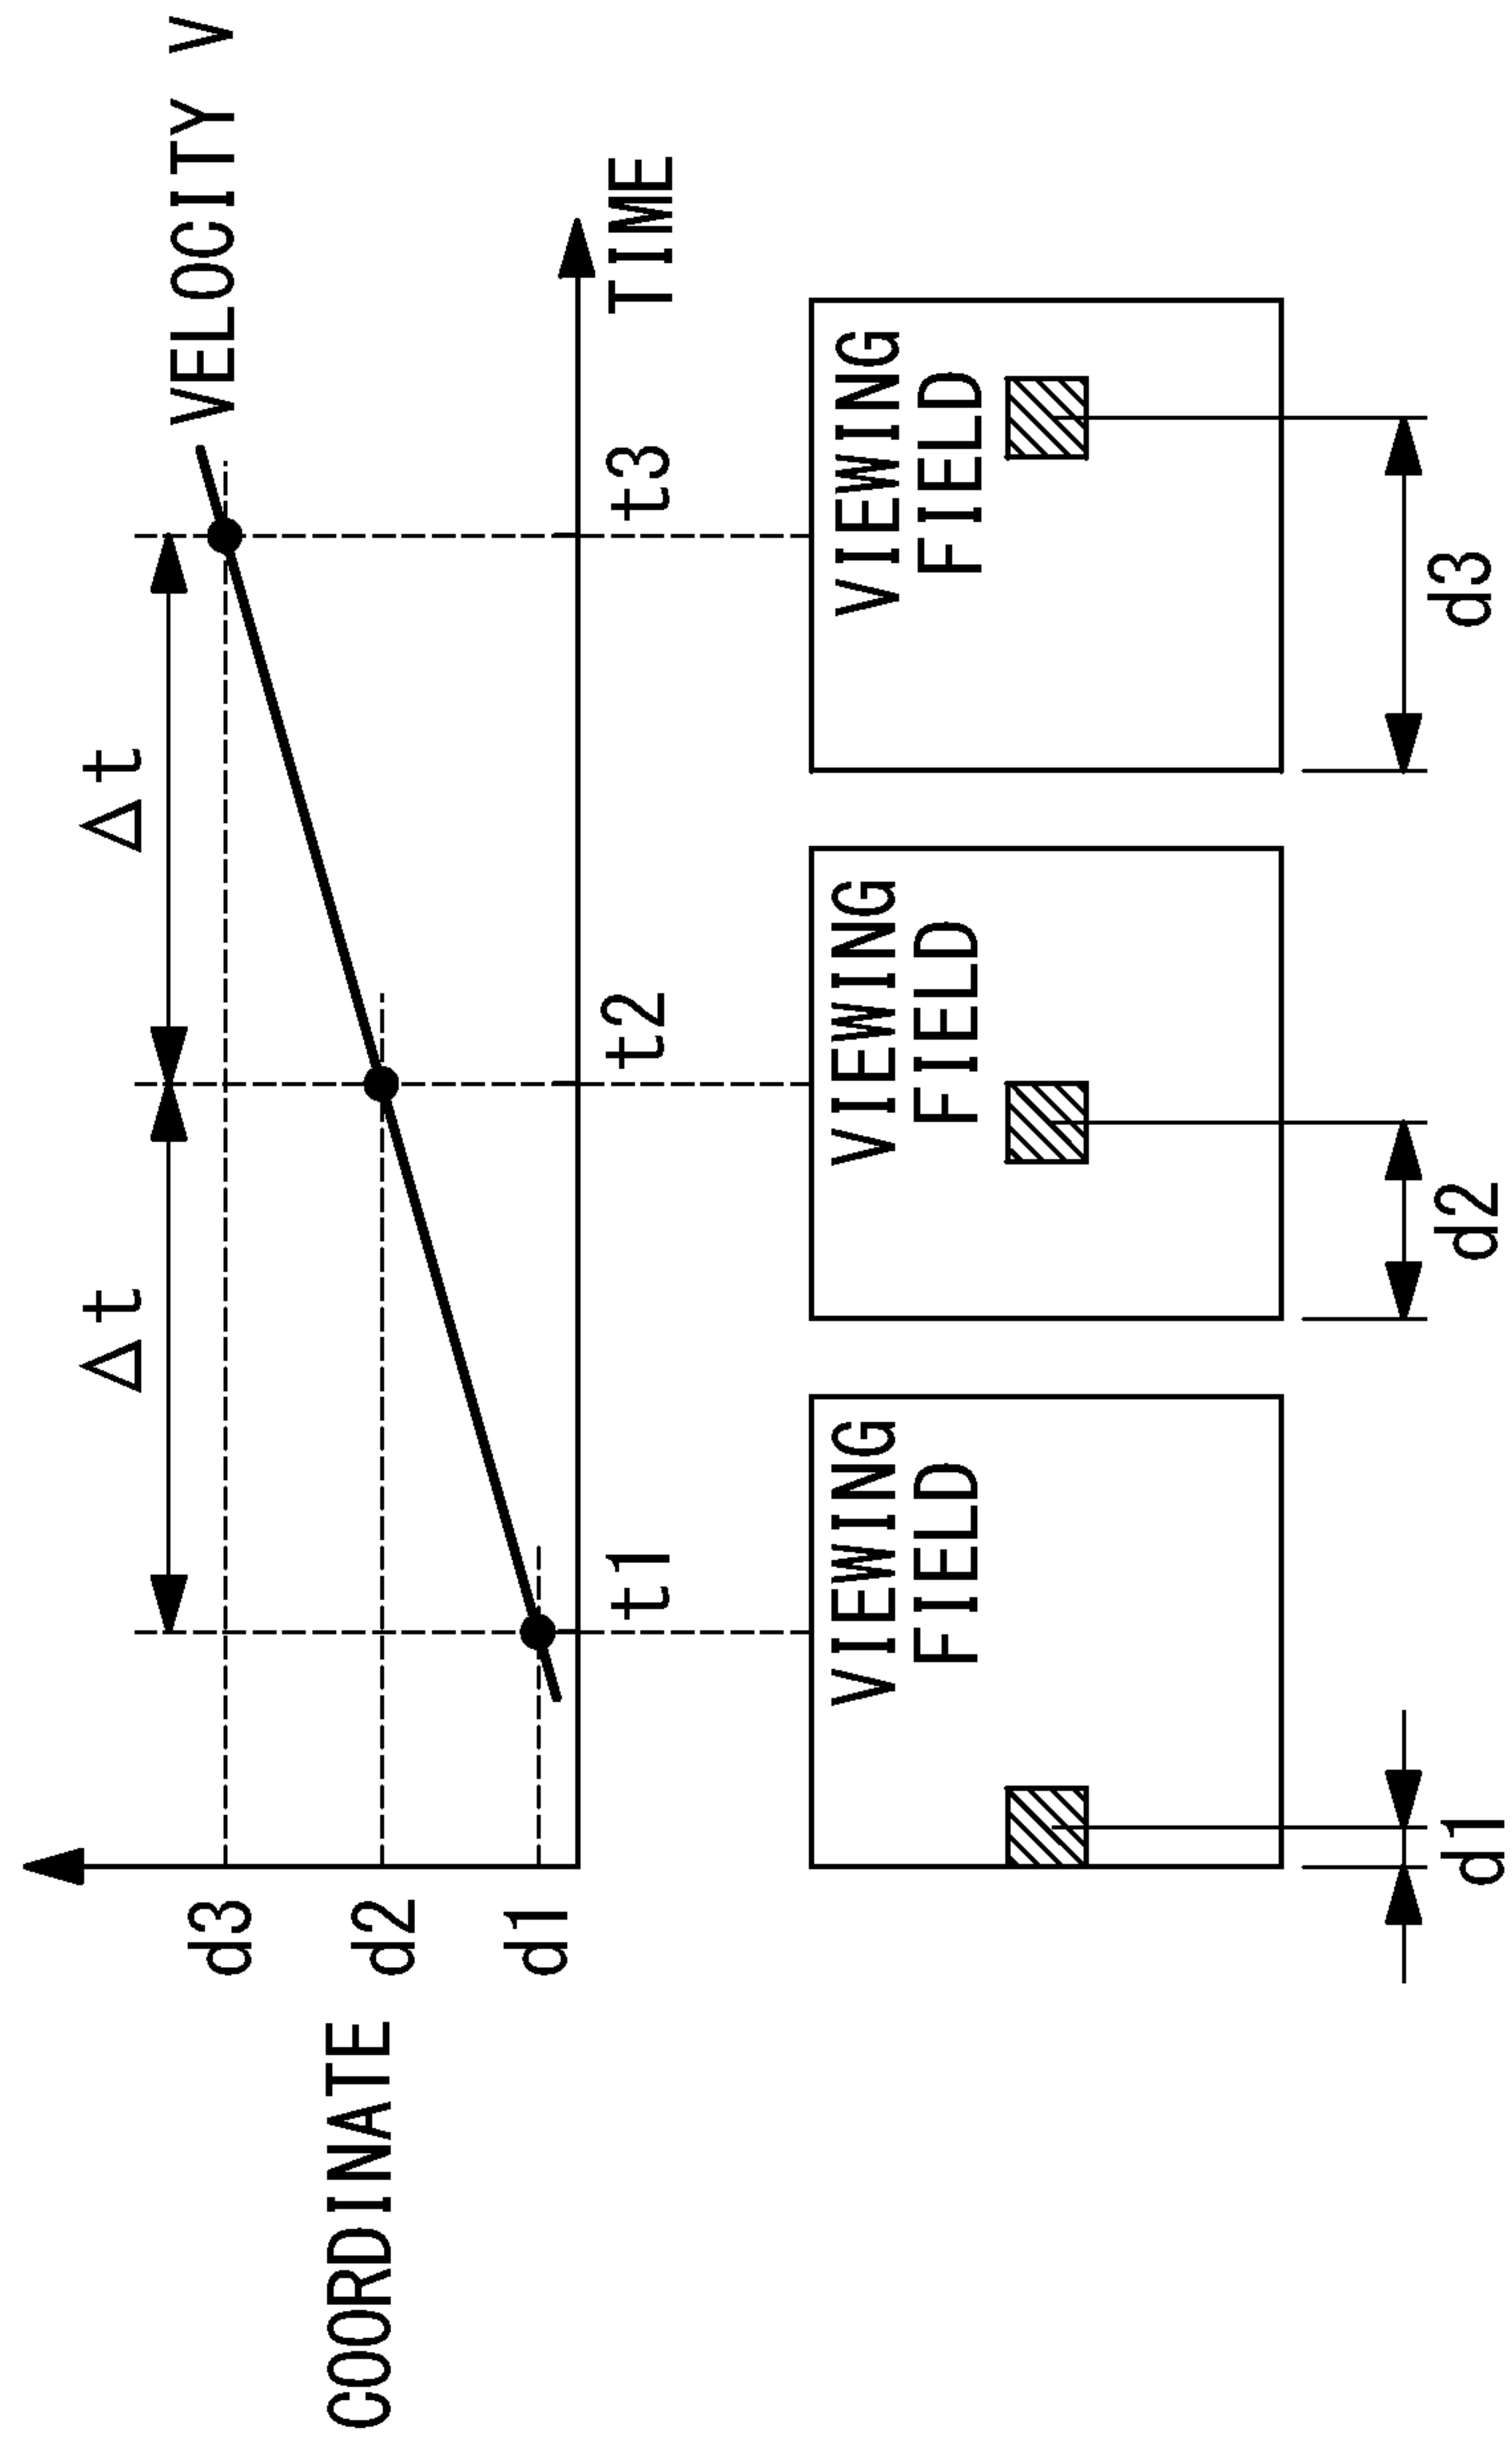 Δt
Δt
VELOCITY V
d3
COORDINATE
d2
d1
t1
t2
t3
TIME
VIEWING
FIELD
VIEWING
FIELD
VIEWING
FIELD
d1
d2
d3